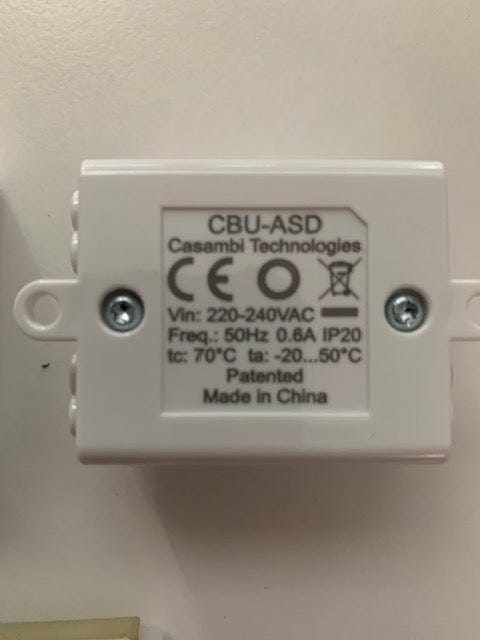 CBU-ASD
Casambi Technologies
CE
Vin: 220-240VAC
Freq.: 50Hz 0.6A IP20
tc: 70°C ta: -20...50°C
Patented
Made in China